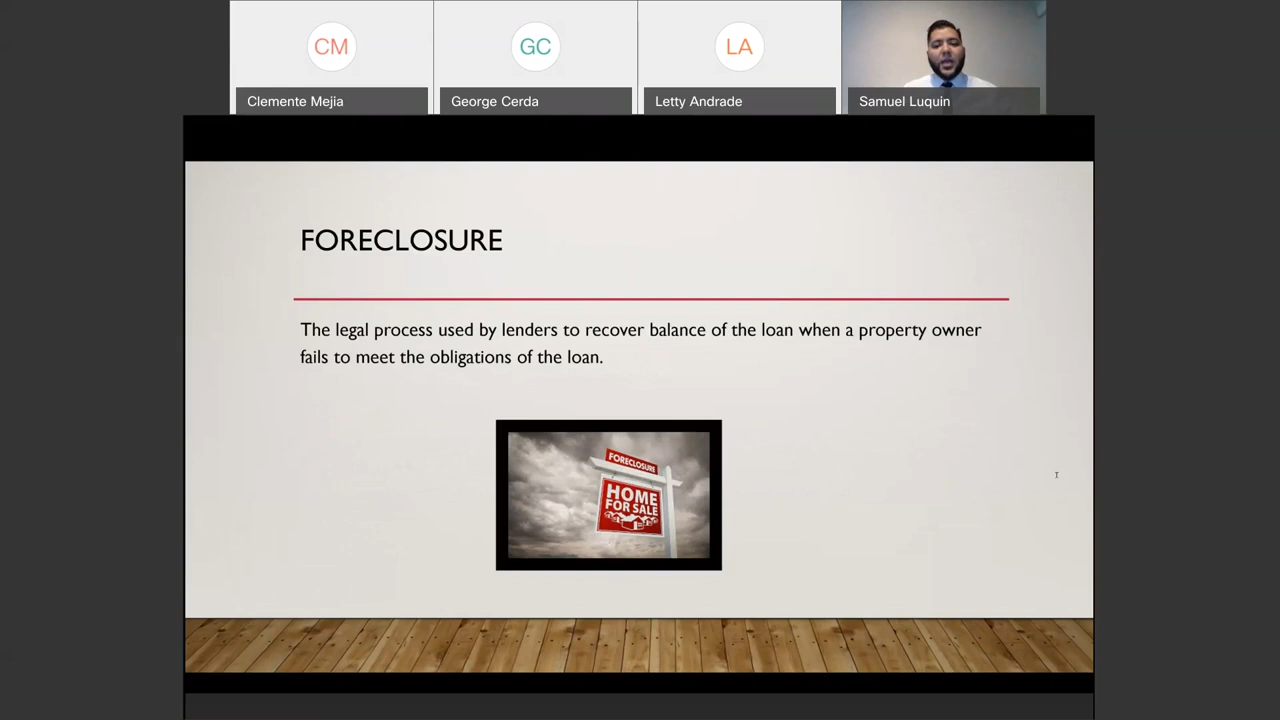 CM
GC
LA
Clemente Mejia
George Cerda
Letty Andrade
Samuel Luquin
FORECLOSURE
The legal process used by lenders to recover balance of the loan when a property owner
fails to meet the obligations of the loan.
FORECLOSURE
HOME
FOR SALE